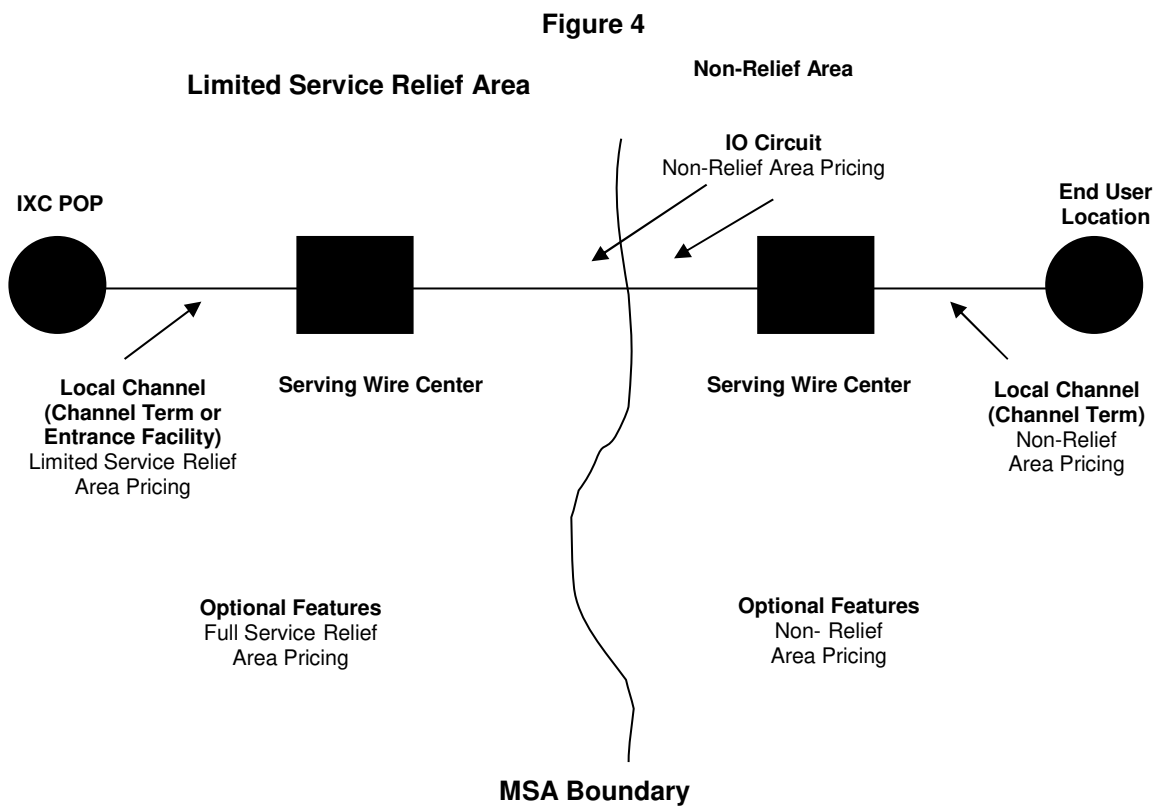 Figure 4
Limited Service Relief Area
Non-Relief Area
IO Circuit
Non-Relief Area Pricing
IXC POP
End User
Location
Local Channel
(Channel Term or
Entrance Facility)
Limited Service Relief
Area Pricing
Serving Wire Center
Serving Wire Center
Local Channel
(Channel Term)
Non-Relief
Area Pricing
Optional Features
Full Service Relief
Area Pricing
Optional Features
Non- Relief
Area Pricing
MSA Boundary